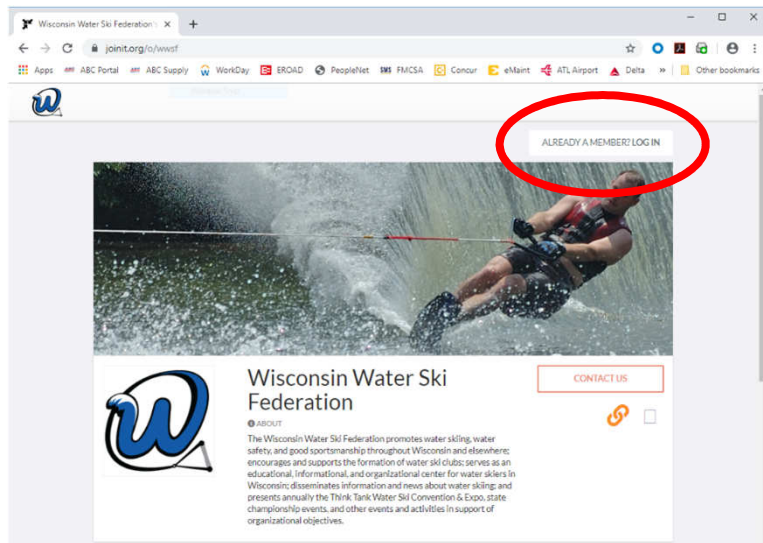 Wisconsin Water Ski Federation
joinit.org/o/wwsf
Apps ABC Portal ABC Supply WorkDay EROAD PeopleNet SMS FMCSA Concur eMaint ATL Airport Delta » Other bookmarks
ALREADY A MEMBER? LOG IN
Wisconsin Water Ski
Federation
CONTACT US
ABOUT
The Wisconsin Water Ski Federation promotes water skiing, water
safety, and good sportsmanship throughout Wisconsin and elsewhere;
encourages and supports the formation of water ski clubs; serves as an
educational, informational, and organizational center for water skiers in
Wisconsin; disseminates information and news about water skiing; and
presents annually the Think Tank Water Ski Convention & Expo, state
championship events, and other events and activities in support of
organizational objectives.